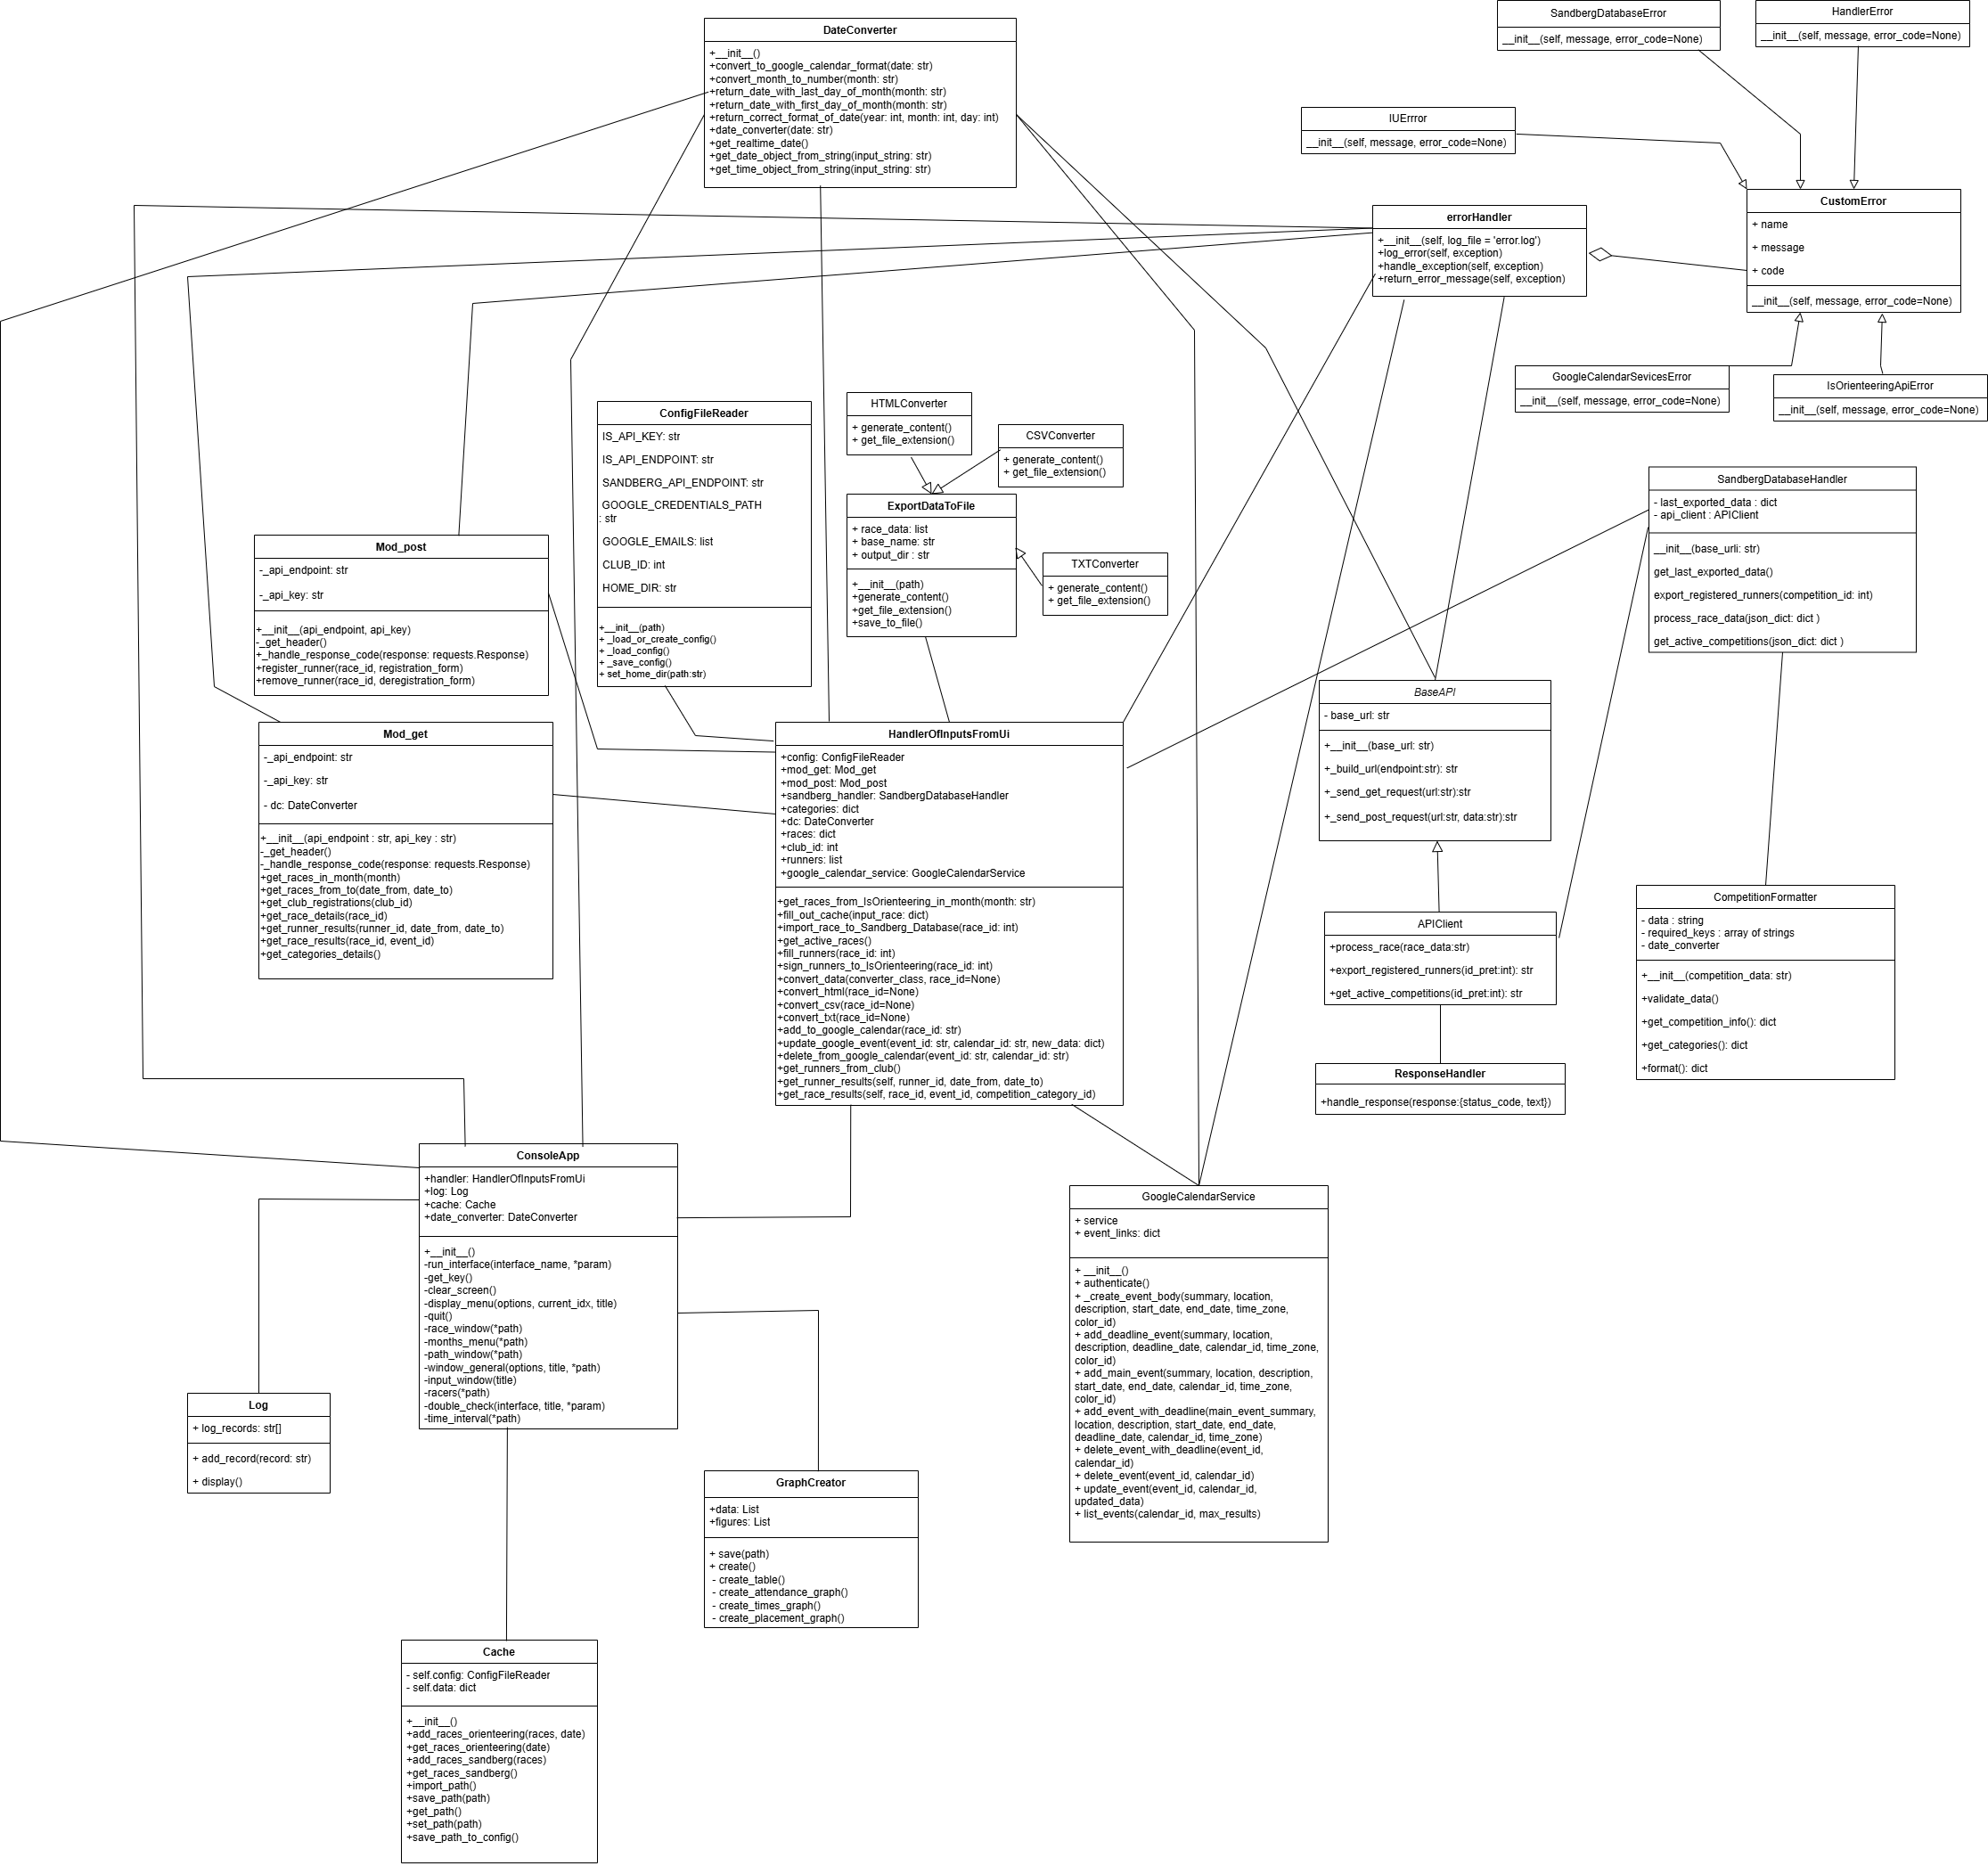 DateConverter
+__init__()
+convert_to_google_calendar_format(date: str)
+convert_month_to_number(month: str)
+return_date_with_last_day_of_month(month: str)
+return_date_with_first_day_of_month(month: str)
+return_correct_format_of_date(year: int, month: int, day: int)
+date_converter(date: str)
+get_realtime_date()
+get_date_object_from_string(input_string: str)
+get_time_object_from_string(input_string: str)
SandbergDatabaseError
__init__(self, message, error_code=None)
HandlerError
__init__(self, message, error_code=None)
IUErrror
__init__(self, message, error_code=None)
CustomError
+ name
+ message
+ code
__init__(self, message, error_code=None)
errorHandler
+__init__(self, log_file = 'error.log')
+log_error(self, exception)
+handle_exception(self, exception)
+return_error_message(self, exception)
GoogleCalendarSevicesError
__init__(self, message, error_code=None)
IsOrienteeringApiError
__init__(self, message, error_code=None)
ConfigFileReader
IS_API_KEY: str
IS_API_ENDPOINT: str
SANDBERG_API_ENDPOINT: str
GOOGLE_CREDENTIALS_PATH
: str
GOOGLE_EMAILS: list
CLUB_ID: int
HOME_DIR: str
+__init__(path)
+ _load_or_create_config()
+ _load_config()
+ _save_config()
+ set_home_dir(path:str)
HTMLConverter
+ generate_content()
+ get_file_extension()
CSVConverter
+ generate_content()
+ get_file_extension()
ExportDataToFile
+ race_data: list
+ base_name: str
+ output_dir : str
+__init__(path)
+generate_content()
+get_file_extension()
+save_to_file()
TXTConverter
+ generate_content()
+ get_file_extension()
SandbergDatabaseHandler
- last_exported_data : dict
- api_client : APIClient
__init__(base_urli: str)
get_last_exported_data()
export_registered_runners(competition_id: int)
process_race_data(json_dict: dict )
get_active_competitions(json_dict: dict )
Mod_post
-_api_endpoint: str
-_api_key: str
+__init__(api_endpoint, api_key)
-_get_header()
+_handle_response_code(response: requests.Response)
+register_runner(race_id, registration_form)
+remove_runner(race_id, deregistration_form)
Mod_get
-_api_endpoint: str
-_api_key: str
- dc: DateConverter
+__init__(api_endpoint : str, api_key : str)
-_get_header()
-_handle_response_code(response: requests.Response)
+get_races_in_month(month)
+get_races_from_to(date_from, date_to)
+get_club_registrations(club_id)
+get_race_details(race_id)
+get_runner_results(runner_id, date_from, date_to)
+get_race_results(race_id, event_id)
+get_categories_details()
HandlerOfInputsFromUi
+config: ConfigFileReader
+mod_get: Mod_get
+mod_post: Mod_post
+sandberg_handler: SandbergDatabaseHandler
+categories: dict
+dc: DateConverter
+races: dict
+club_id: int
+runners: list
+google_calendar_service: GoogleCalendarService
+get_races_from_IsOrienteering_in_month(month: str)
+fill_out_cache(input_race: dict)
+import_race_to_Sandberg_Database(race_id: int)
+get_active_races()
+fill_runners(race_id: int)
+sign_runners_to_IsOrienteering(race_id: int)
+convert_data(converter_class, race_id=None)
+convert_html(race_id=None)
+convert_csv(race_id=None)
+convert_txt(race_id=None)
+add_to_google_calendar(race_id: str)
+update_google_event(event_id: str, calendar_id: str, new_data: dict)
+delete_from_google_calendar(event_id: str, calendar_id: str)
+get_runners_from_club()
+get_runner_results(self, runner_id, date_from, date_to)
+get_race_results(self, race_id, event_id, competition_category_id)
BaseAPI
- base_url: str
+__init__(base_url: str)
+_build_url(endpoint:str): str
+_send_get_request(url:str):str
+_send_post_request(url:str, data:str):str
APIClient
+process_race(race_data:str)
+export_registered_runners(id_pret:int): str
+get_active_competitions(id_pret:int): str
ResponseHandler
+handle_response(response:{status_code, text})
CompetitionFormatter
- data : string
- required_keys : array of strings
- date_converter
+__init__(competition_data: str)
+validate_data()
+get_competition_info(): dict
+get_categories(): dict
+format(): dict
ConsoleApp
+handler: HandlerOfInputsFromUi
+log: Log
+cache: Cache
+date_converter: DateConverter
+__init__()
-run_interface(interface_name, *param)
-get_key()
-clear_screen()
-display_menu(options, current_idx, title)
-quit()
-race_window(*path)
-months_menu(*path)
-path_window(*path)
-window_general(options, title, *path)
-input_window(title)
-racers(*path)
-double_check(interface, title, *param)
-time_interval(*path)
GoogleCalendarService
+ service
+ event_links: dict
+ __init__()
+ authenticate()
+ _create_event_body(summary, location,
description, start_date, end_date, time_zone,
color_id)
+ add_deadline_event(summary, location,
description, deadline_date, calendar_id, time_zone,
color_id)
+ add_main_event(summary, location, description,
start_date, end_date, calendar_id, time_zone,
color_id)
+ add_event_with_deadline(main_event_summary,
location, description, start_date, end_date,
deadline_date, calendar_id, time_zone)
+ delete_event_with_deadline(event_id,
calendar_id)
+ delete_event(event_id, calendar_id)
+ update_event(event_id, calendar_id,
updated_data)
+ list_events(calendar_id, max_results)
Log
+ log_records: str[]
+ add_record(record: str)
+ display()
GraphCreator
+data: List
+figures: List
+ save(path)
+ create()
- create_table()
- create_attendance_graph()
- create_times_graph()
- create_placement_graph()
Cache
- self.config: ConfigFileReader
- self.data: dict
+__init__()
+add_races_orienteering(races, date)
+get_races_orienteering(date)
+add_races_sandberg(races)
+get_races_sandberg()
+import_path()
+save_path(path)
+get_path()
+set_path(path)
+save_path_to_config()